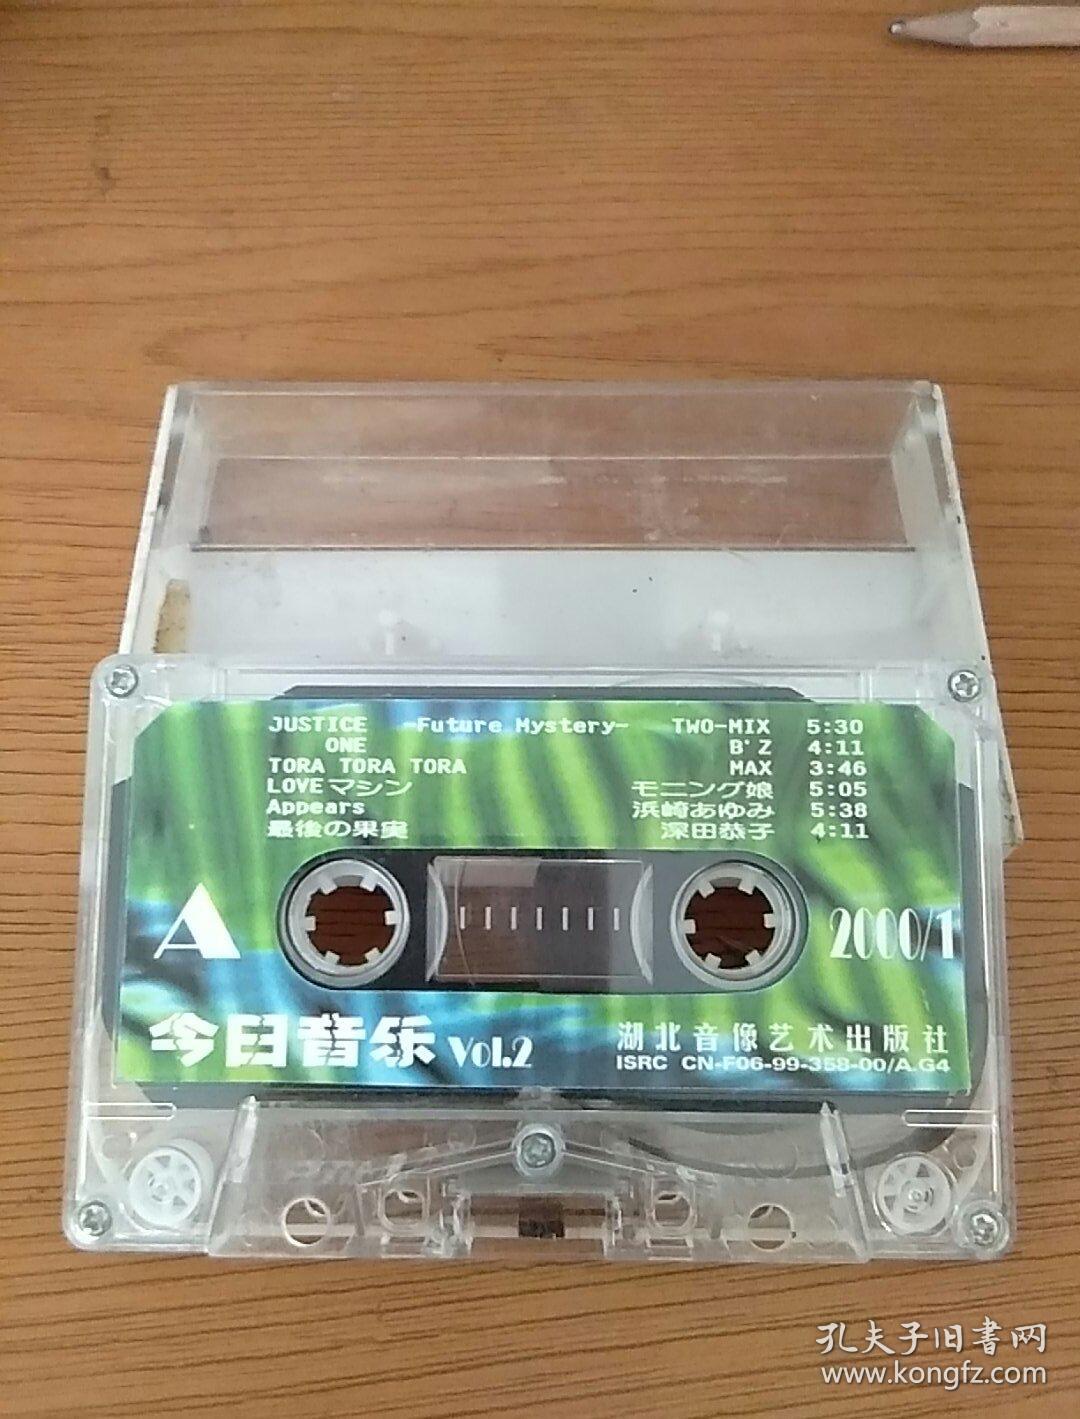 JUSTICE -Future Mystery- TWO-MIX 5:30
ONE B'Z 4:11
TORA TORA TORA MAX 3:46
LOVEマシン モーニング娘 5:05
Appears 浜崎あゆみ 5:38
最後の果実 深田恭子 4:11
A 2000/1
今日音乐 Vol.2 湖北音像艺术出版社
ISRC CN-F06-99-358-00/A.G4
孔夫子旧書网
www.kongfz.com